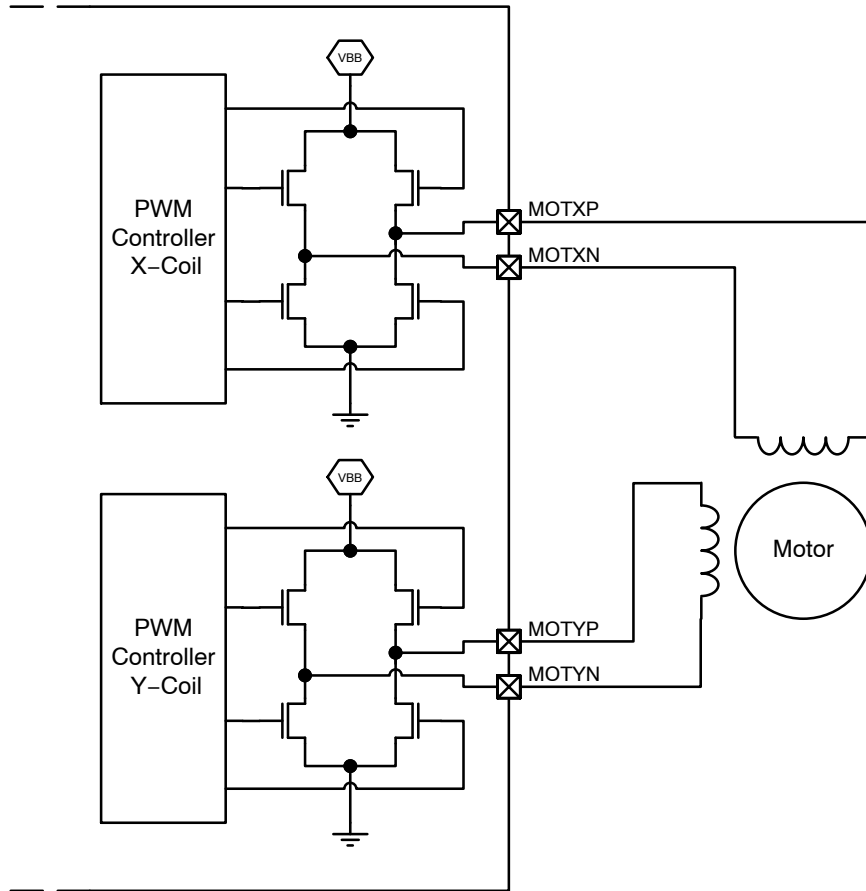 VBB
PWM
Controller
X−Coil
MOTXP
MOTXN
VBB
PWM
Controller
Y−Coil
MOTYP
MOTYN
Motor